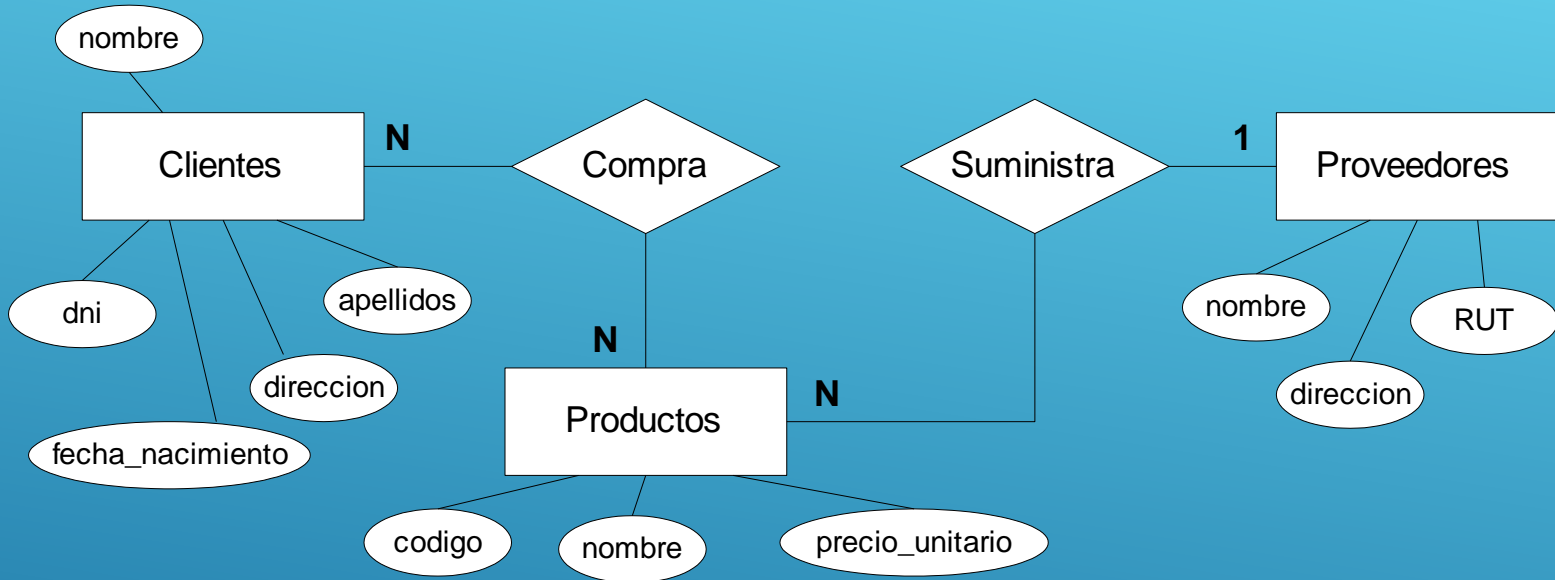 nombre
Clientes
N
Compra
Suministra
1
Proveedores
dni
apellidos
direccion
fecha_nacimiento
nombre
RUT
direccion
N
Productos
N
codigo
nombre
precio_unitario